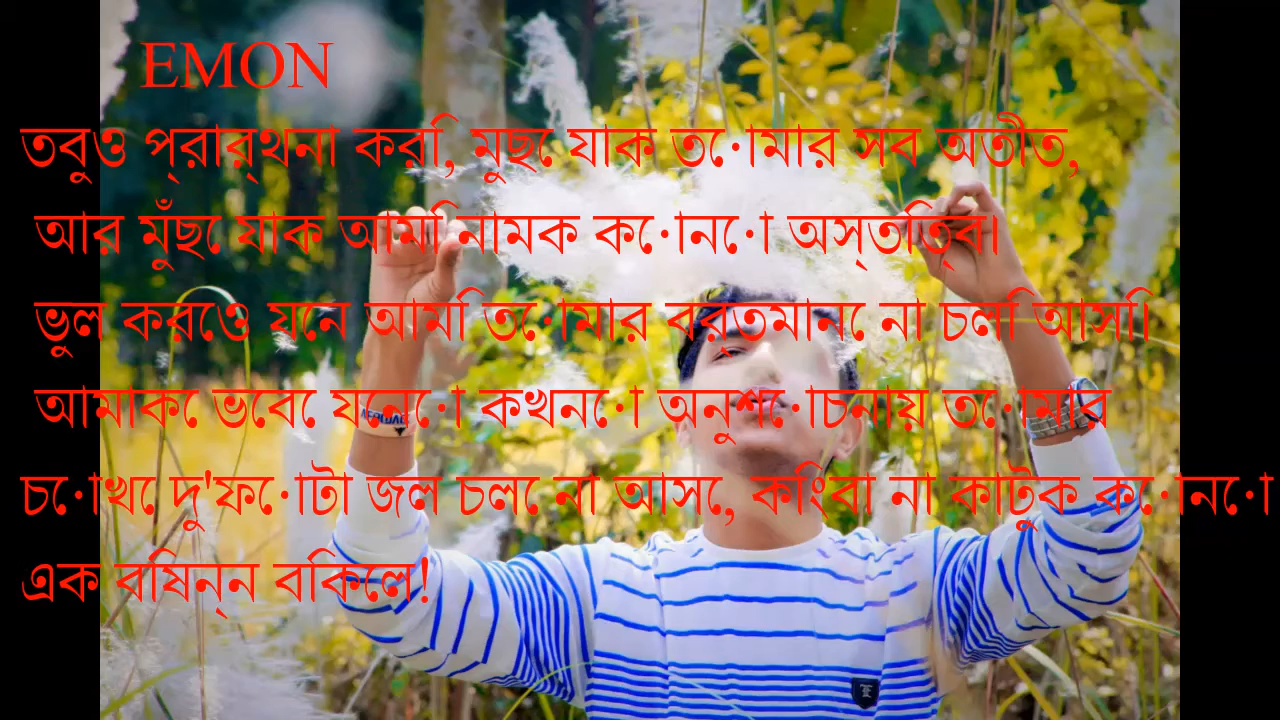 EMON
তবুও প্রার্থনা করি, মুছে যাক তোমার সব অতীত,
আর মুঁছে যাক আমি নামক কোনো অস্তিত্বি।
ভুল করেও যেন আমি তোমার বর্তমানে না চলি আসি।
আমাকে ভেবে যেনো কখনো অনুশোচনায় তোমার
চোখে দু'ফোটা জল চলে না আসে, কিংবা না কাটুক কোনো
এক বষিন্ন বিকেল!